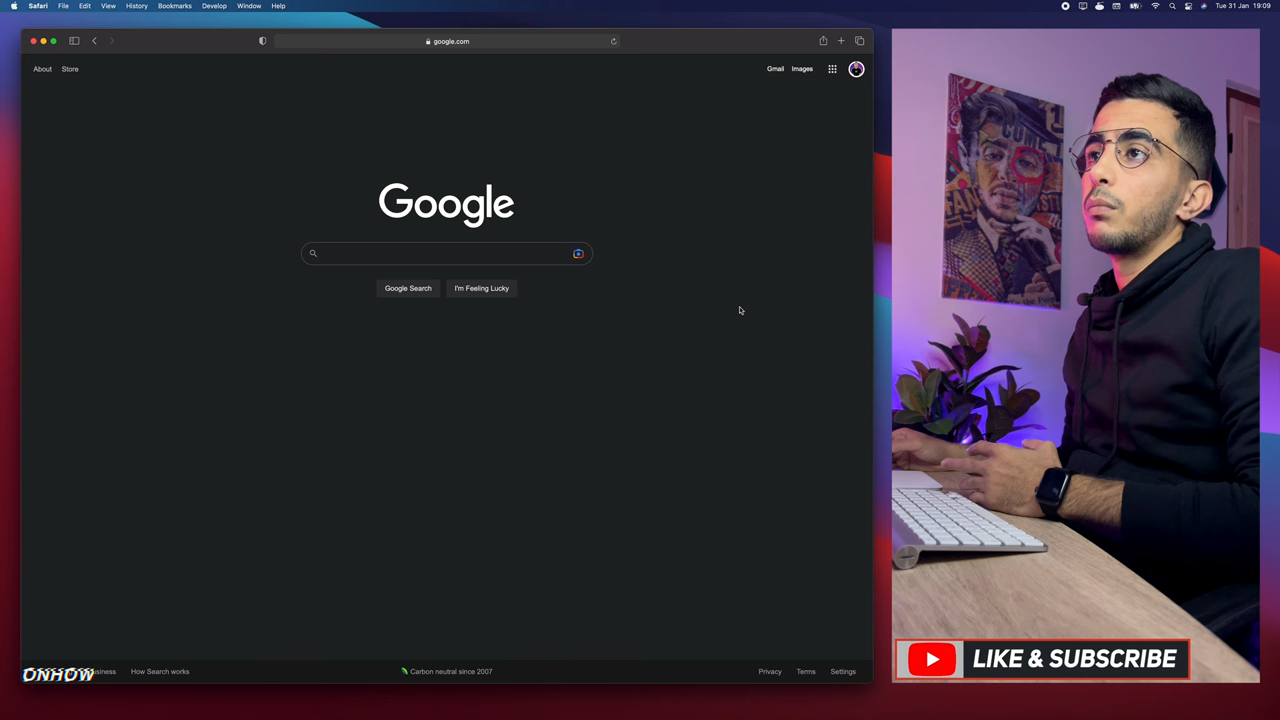 Safari File Edit View History Bookmarks Develop Window Help
Tue 31 Jan 19:09
google.com
About Store
Gmail Images
Google
Google Search I'm Feeling Lucky
How Search works
Carbon neutral since 2007
Privacy Terms Settings
ONHOW
LIKE & SUBSCRIBE